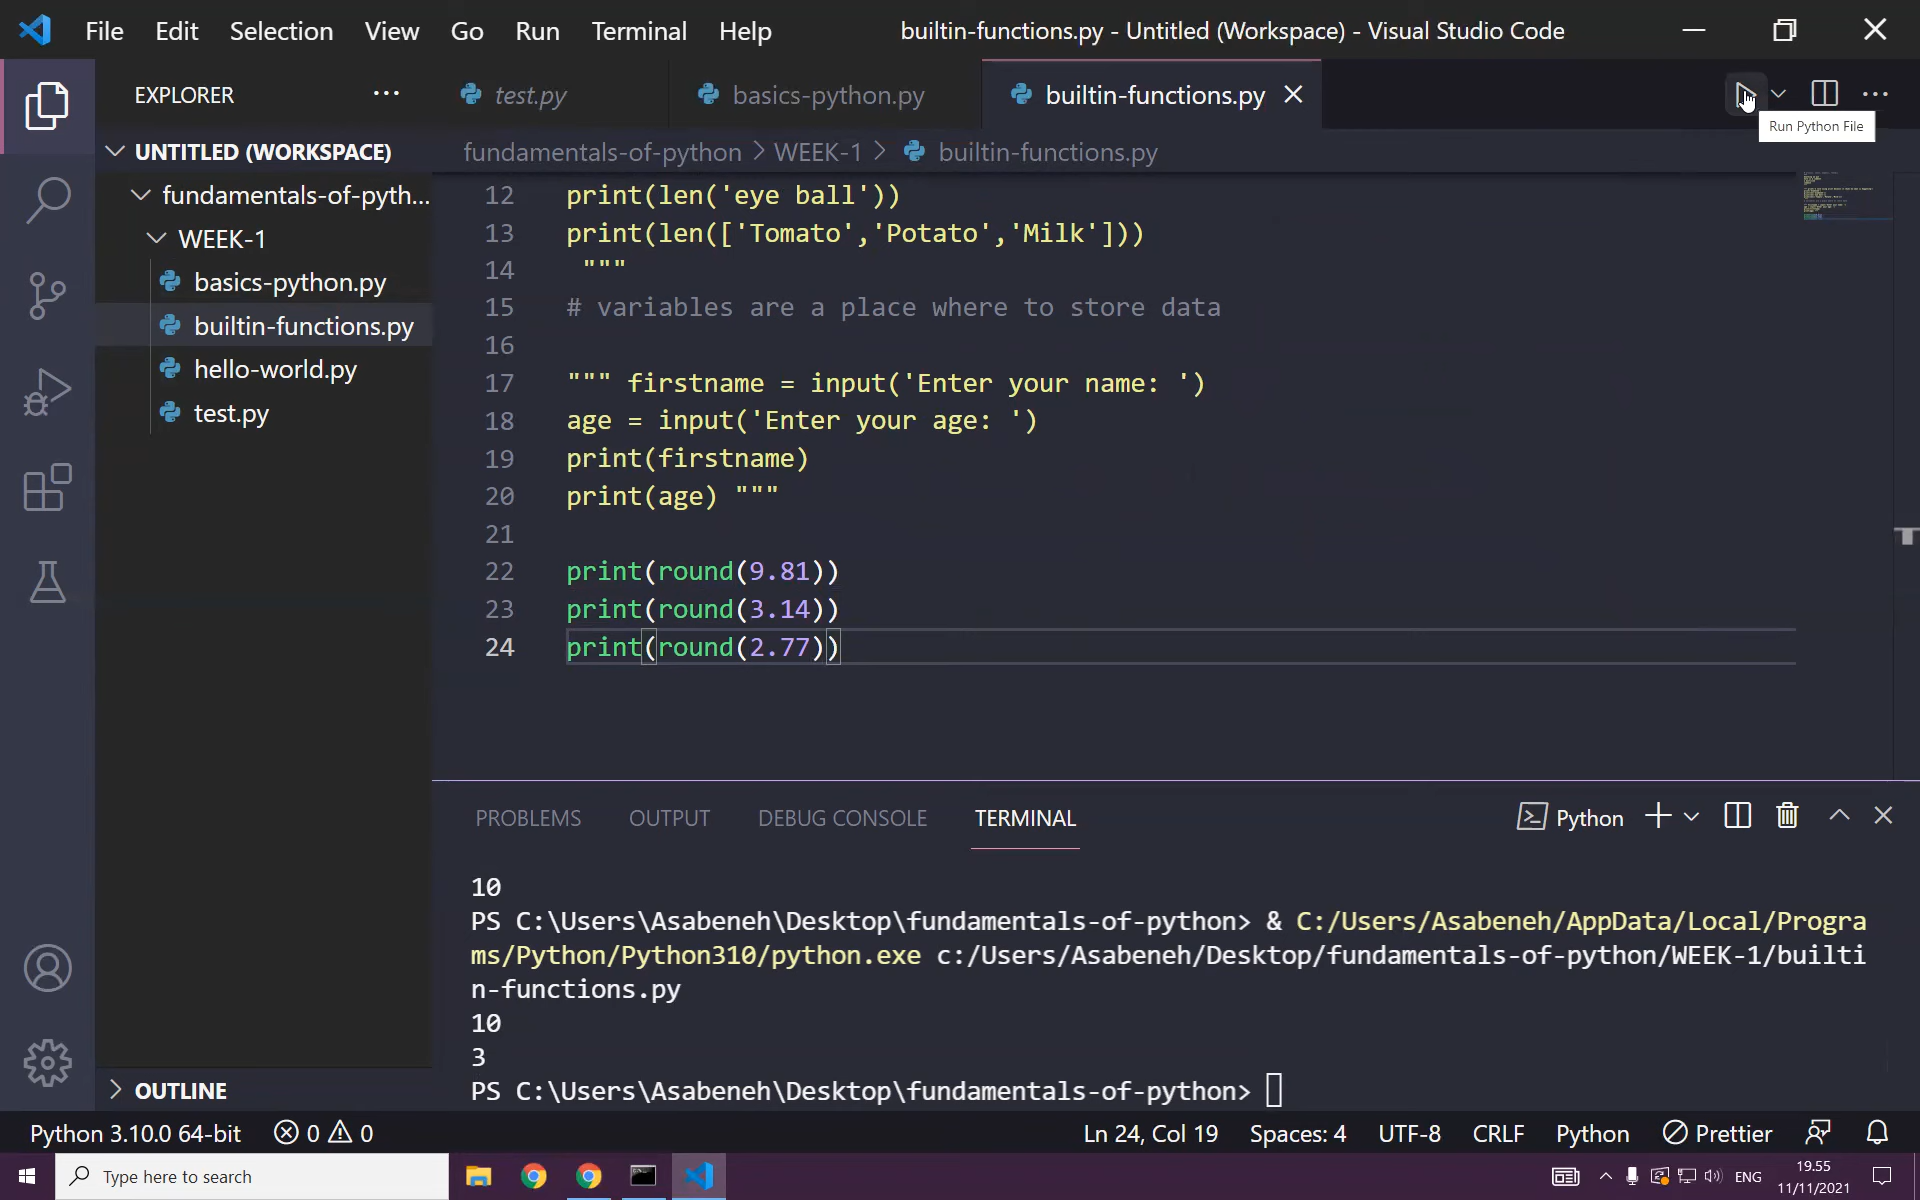 File Edit Selection View Go Run Terminal Help builtin-functions.py - Untitled (Workspace) - Visual Studio Code
EXPLORER ... test.py basics-python.py builtin-functions.py
Run Python File
UNTITLED (WORKSPACE)
fundamentals-of-python > WEEK-1 > builtin-functions.py
fundamentals-of-pyth...
WEEK-1
basics-python.py
builtin-functions.py
hello-world.py
test.py
12 print(len('eye ball'))
13 print(len(['Tomato','Potato','Milk']))
14 """
15 # variables are a place where to store data
16
17 """ firstname = input('Enter your name: ')
18 age = input('Enter your age: ')
19 print(firstname)
20 print(age) """
21
22 print(round(9.81))
23 print(round(3.14))
24 print(round(2.77))
PROBLEMS OUTPUT DEBUG CONSOLE TERMINAL Python
10
PS C:\Users\Asabeneh\Desktop\fundamentals-of-python> & C:/Users/Asabeneh/AppData/Local/Progra
ms/Python/Python310/python.exe c:/Users/Asabeneh/Desktop/fundamentals-of-python/WEEK-1/builti
n-functions.py
10
3
PS C:\Users\Asabeneh\Desktop\fundamentals-of-python>
OUTLINE
Python 3.10.0 64-bit 0 0 Ln 24, Col 19 Spaces: 4 UTF-8 CRLF Python Prettier
Type here to search ENG 19.55
11/11/2021